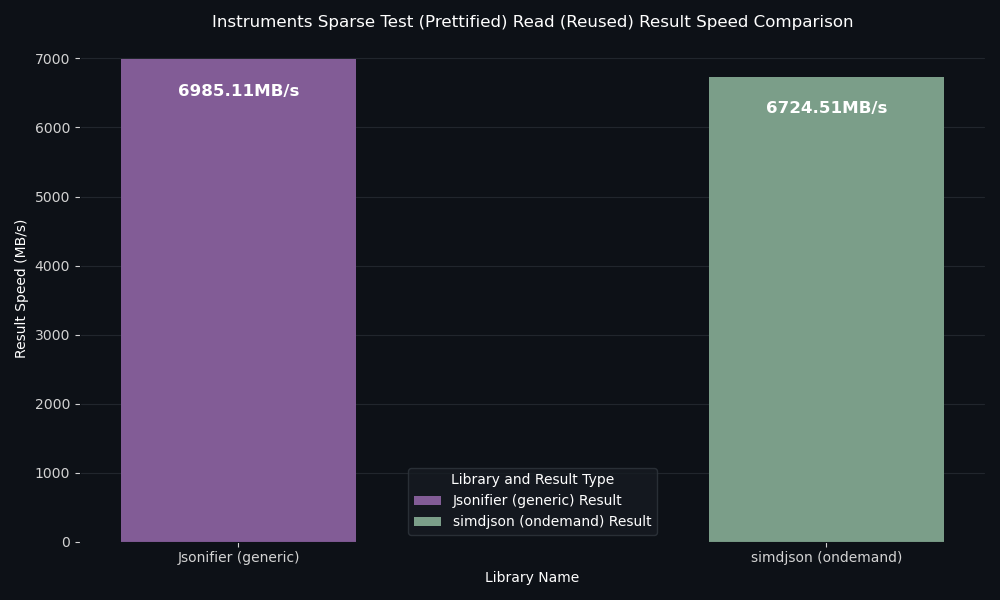 Instruments Sparse Test (Prettified) Read (Reused) Result Speed Comparison
Result Speed (MB/s)
7000
6000
5000
4000
3000
2000
1000
0
6985.11MB/s
6724.51MB/s
Library and Result Type
Jsonifier (generic) Result
simdjson (ondemand) Result
Jsonifier (generic)
simdjson (ondemand)
Library Name